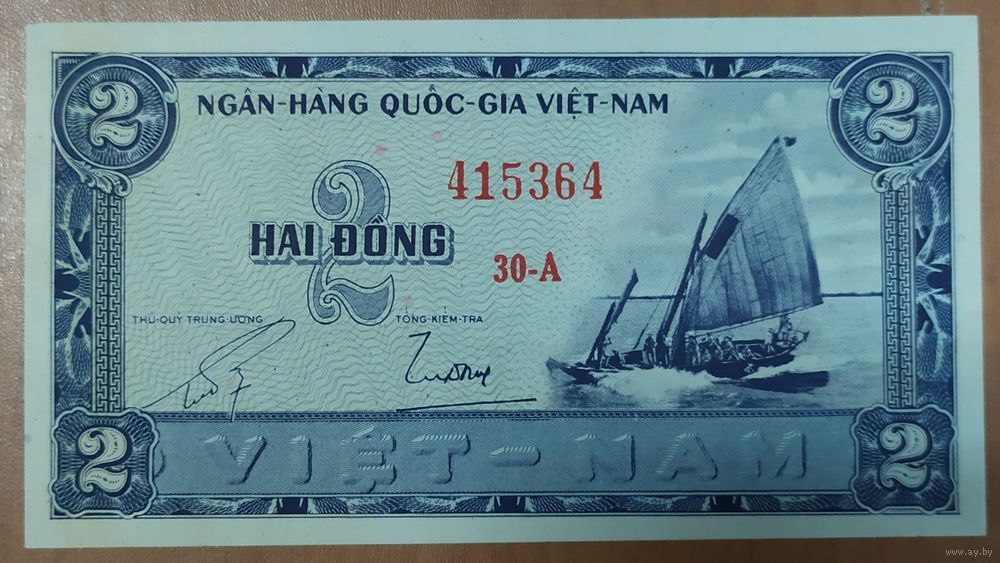 2 2
NGÂN-HÀNG QUỐC-GIA VIỆT-NAM
415364
2
HAI ĐỒNG
30-A
THỦ-QUỸ TRUNG-ƯƠNG TỔNG-KIỂM-TRA
2 VIỆT-NAM 2
www.ay.by